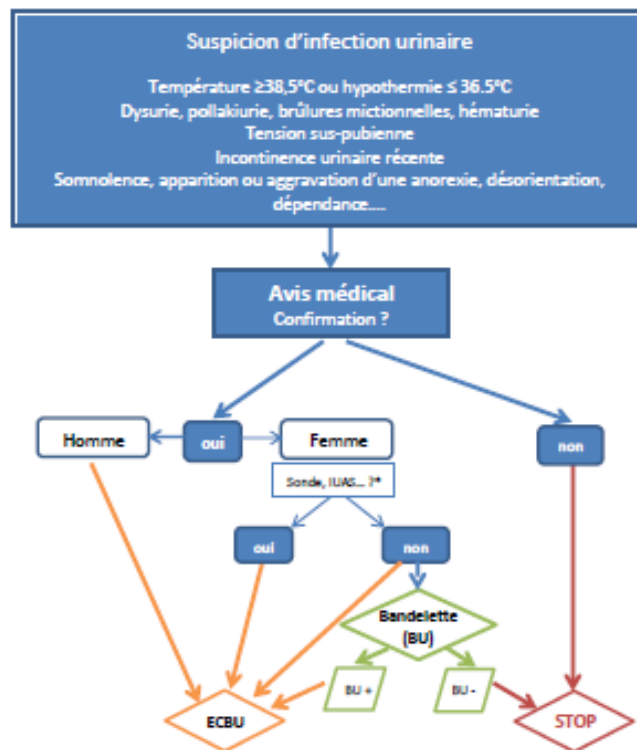 Suspicion d'infection urinaire
Température ≥38,5°C ou hypothermie ≤ 36.5°C
Dysurie, pollakiurie, brûlures mictionnelles, hématurie
Tension sus-pubienne
Incontinence urinaire récente
Somnolence, apparition ou aggravation d'une anorexie, désorientation,
dépendance....
Avis médical
Confirmation ?
Homme
oui
Femme
non
Sonde, IUAS... ?*
oui
non
Bandelette
(BU)
BU +
BU -
ECBU
STOP